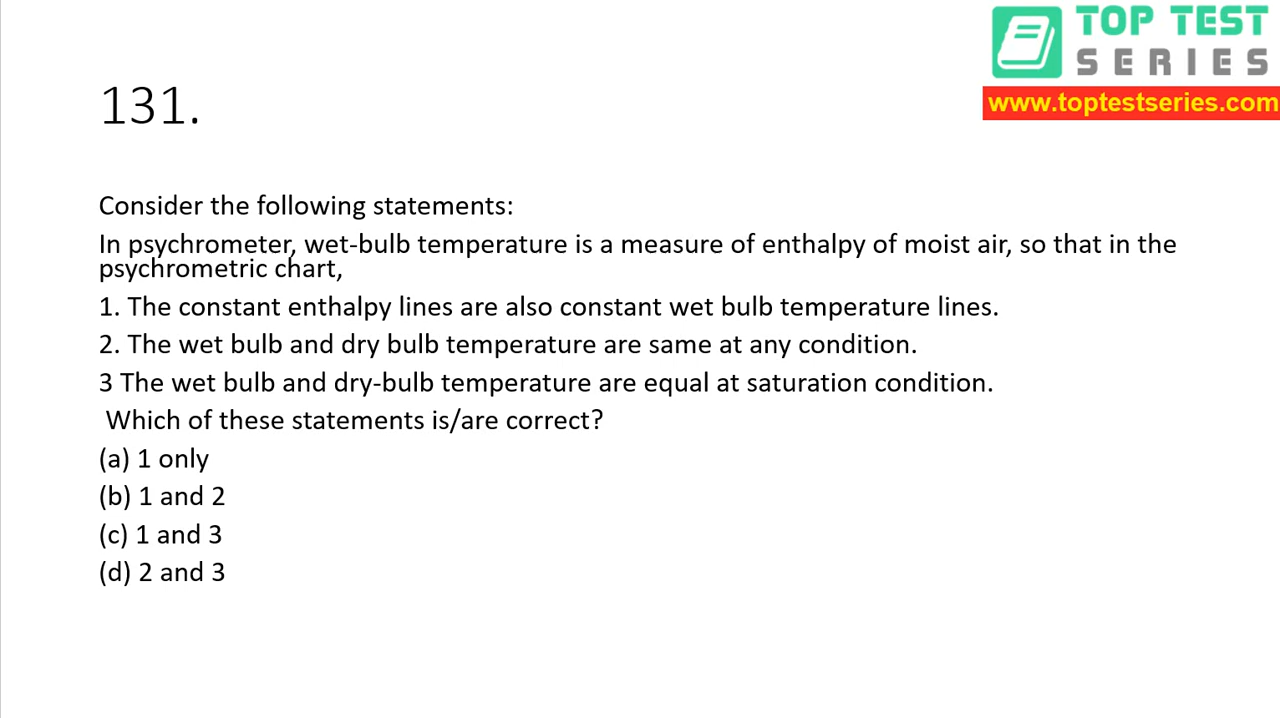 TOP TEST
SERIES
www.toptestseries.com
131.
Consider the following statements:
In psychrometer, wet-bulb temperature is a measure of enthalpy of moist air, so that in the
psychrometric chart,
1. The constant enthalpy lines are also constant wet bulb temperature lines.
2. The wet bulb and dry bulb temperature are same at any condition.
3 The wet bulb and dry-bulb temperature are equal at saturation condition.
Which of these statements is/are correct?
(a) 1 only
(b) 1 and 2
(c) 1 and 3
(d) 2 and 3